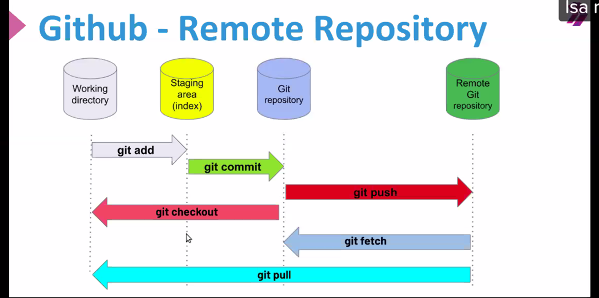 Isa
Github - Remote Repository
Working
directory
Staging
area
(index)
Git
repository
Remote
Git
repository
git add
git commit
git push
git checkout
git fetch
git pull